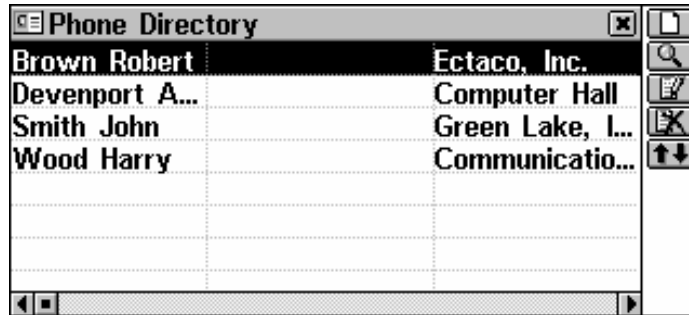 Phone Directory
Brown Robert Ectaco, Inc.
Devenport A... Computer Hall
Smith John Green Lake, I...
Wood Harry Communicatio...